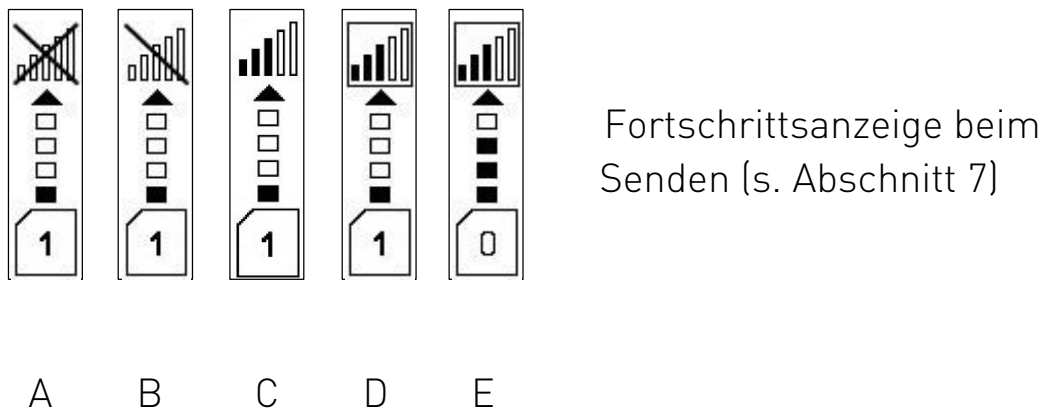 Fortschrittsanzeige beim
Senden (s. Abschnitt 7)
1 1 1 1 0
A B C D E